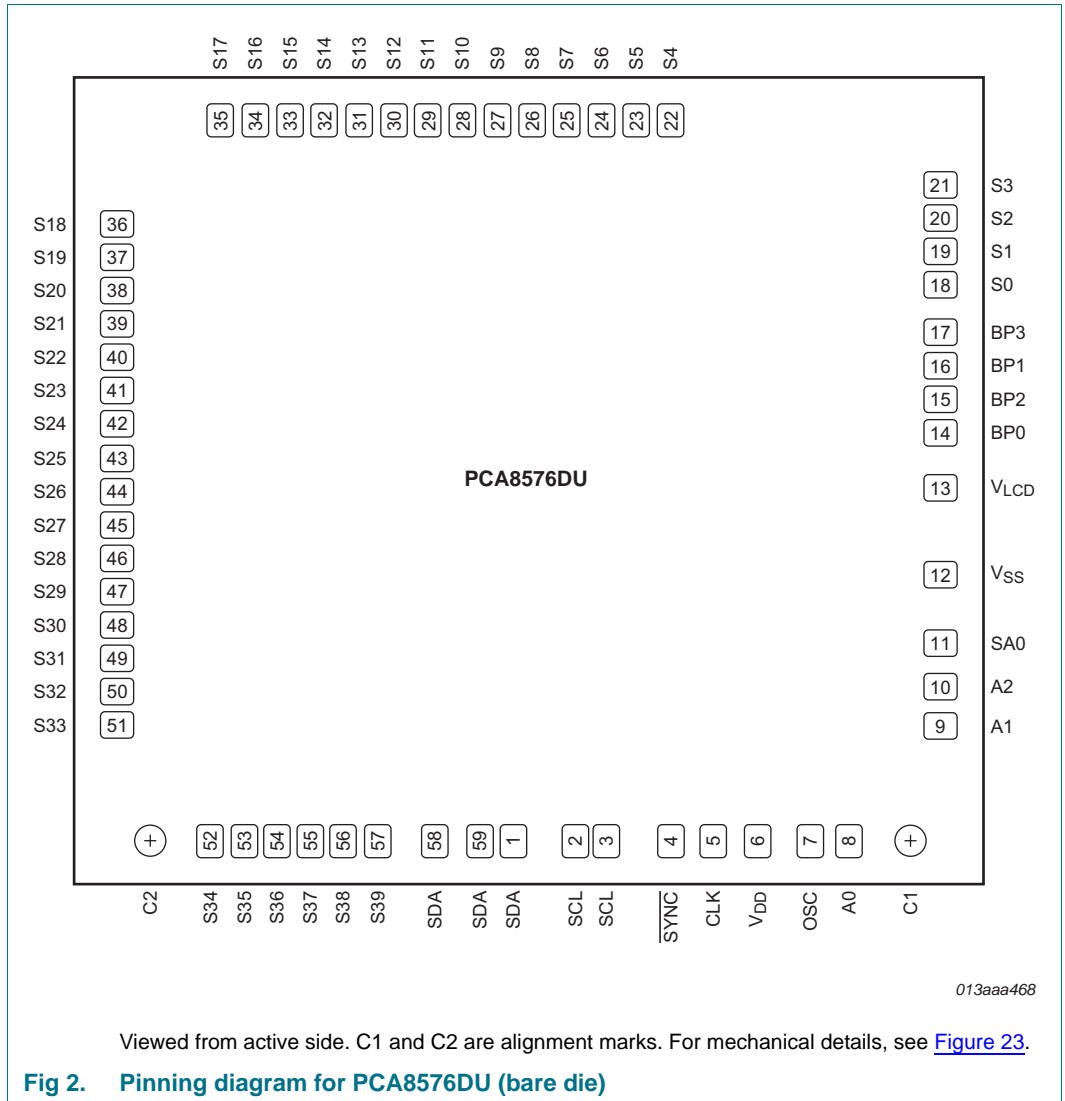 S17 S16 S15 S14 S13 S12 S11 S10 S9 S8 S7 S6 S5 S4
35 34 33 32 31 30 29 28 27 26 25 24 23 22
21 S3
20 S2
19 S1
18 S0
17 BP3
16 BP1
15 BP2
14 BP0
13 VLCD
12 VSS
11 SA0
10 A2
9 A1
S18 36
S19 37
S20 38
S21 39
S22 40
S23 41
S24 42
S25 43
S26 44
S27 45
S28 46
S29 47
S30 48
S31 49
S32 50
S33 51
PCA8576DU
52 53 54 55 56 57 58 59 1 2 3 4 5 6 7 8
C2 S34 S35 S36 S37 S38 S39 SDA SDA SDA SCL SCL SYNC CLK VDD OSC A0 C1
013aaa468
Viewed from active side. C1 and C2 are alignment marks. For mechanical details, see Figure 23.
Fig 2. Pinning diagram for PCA8576DU (bare die)